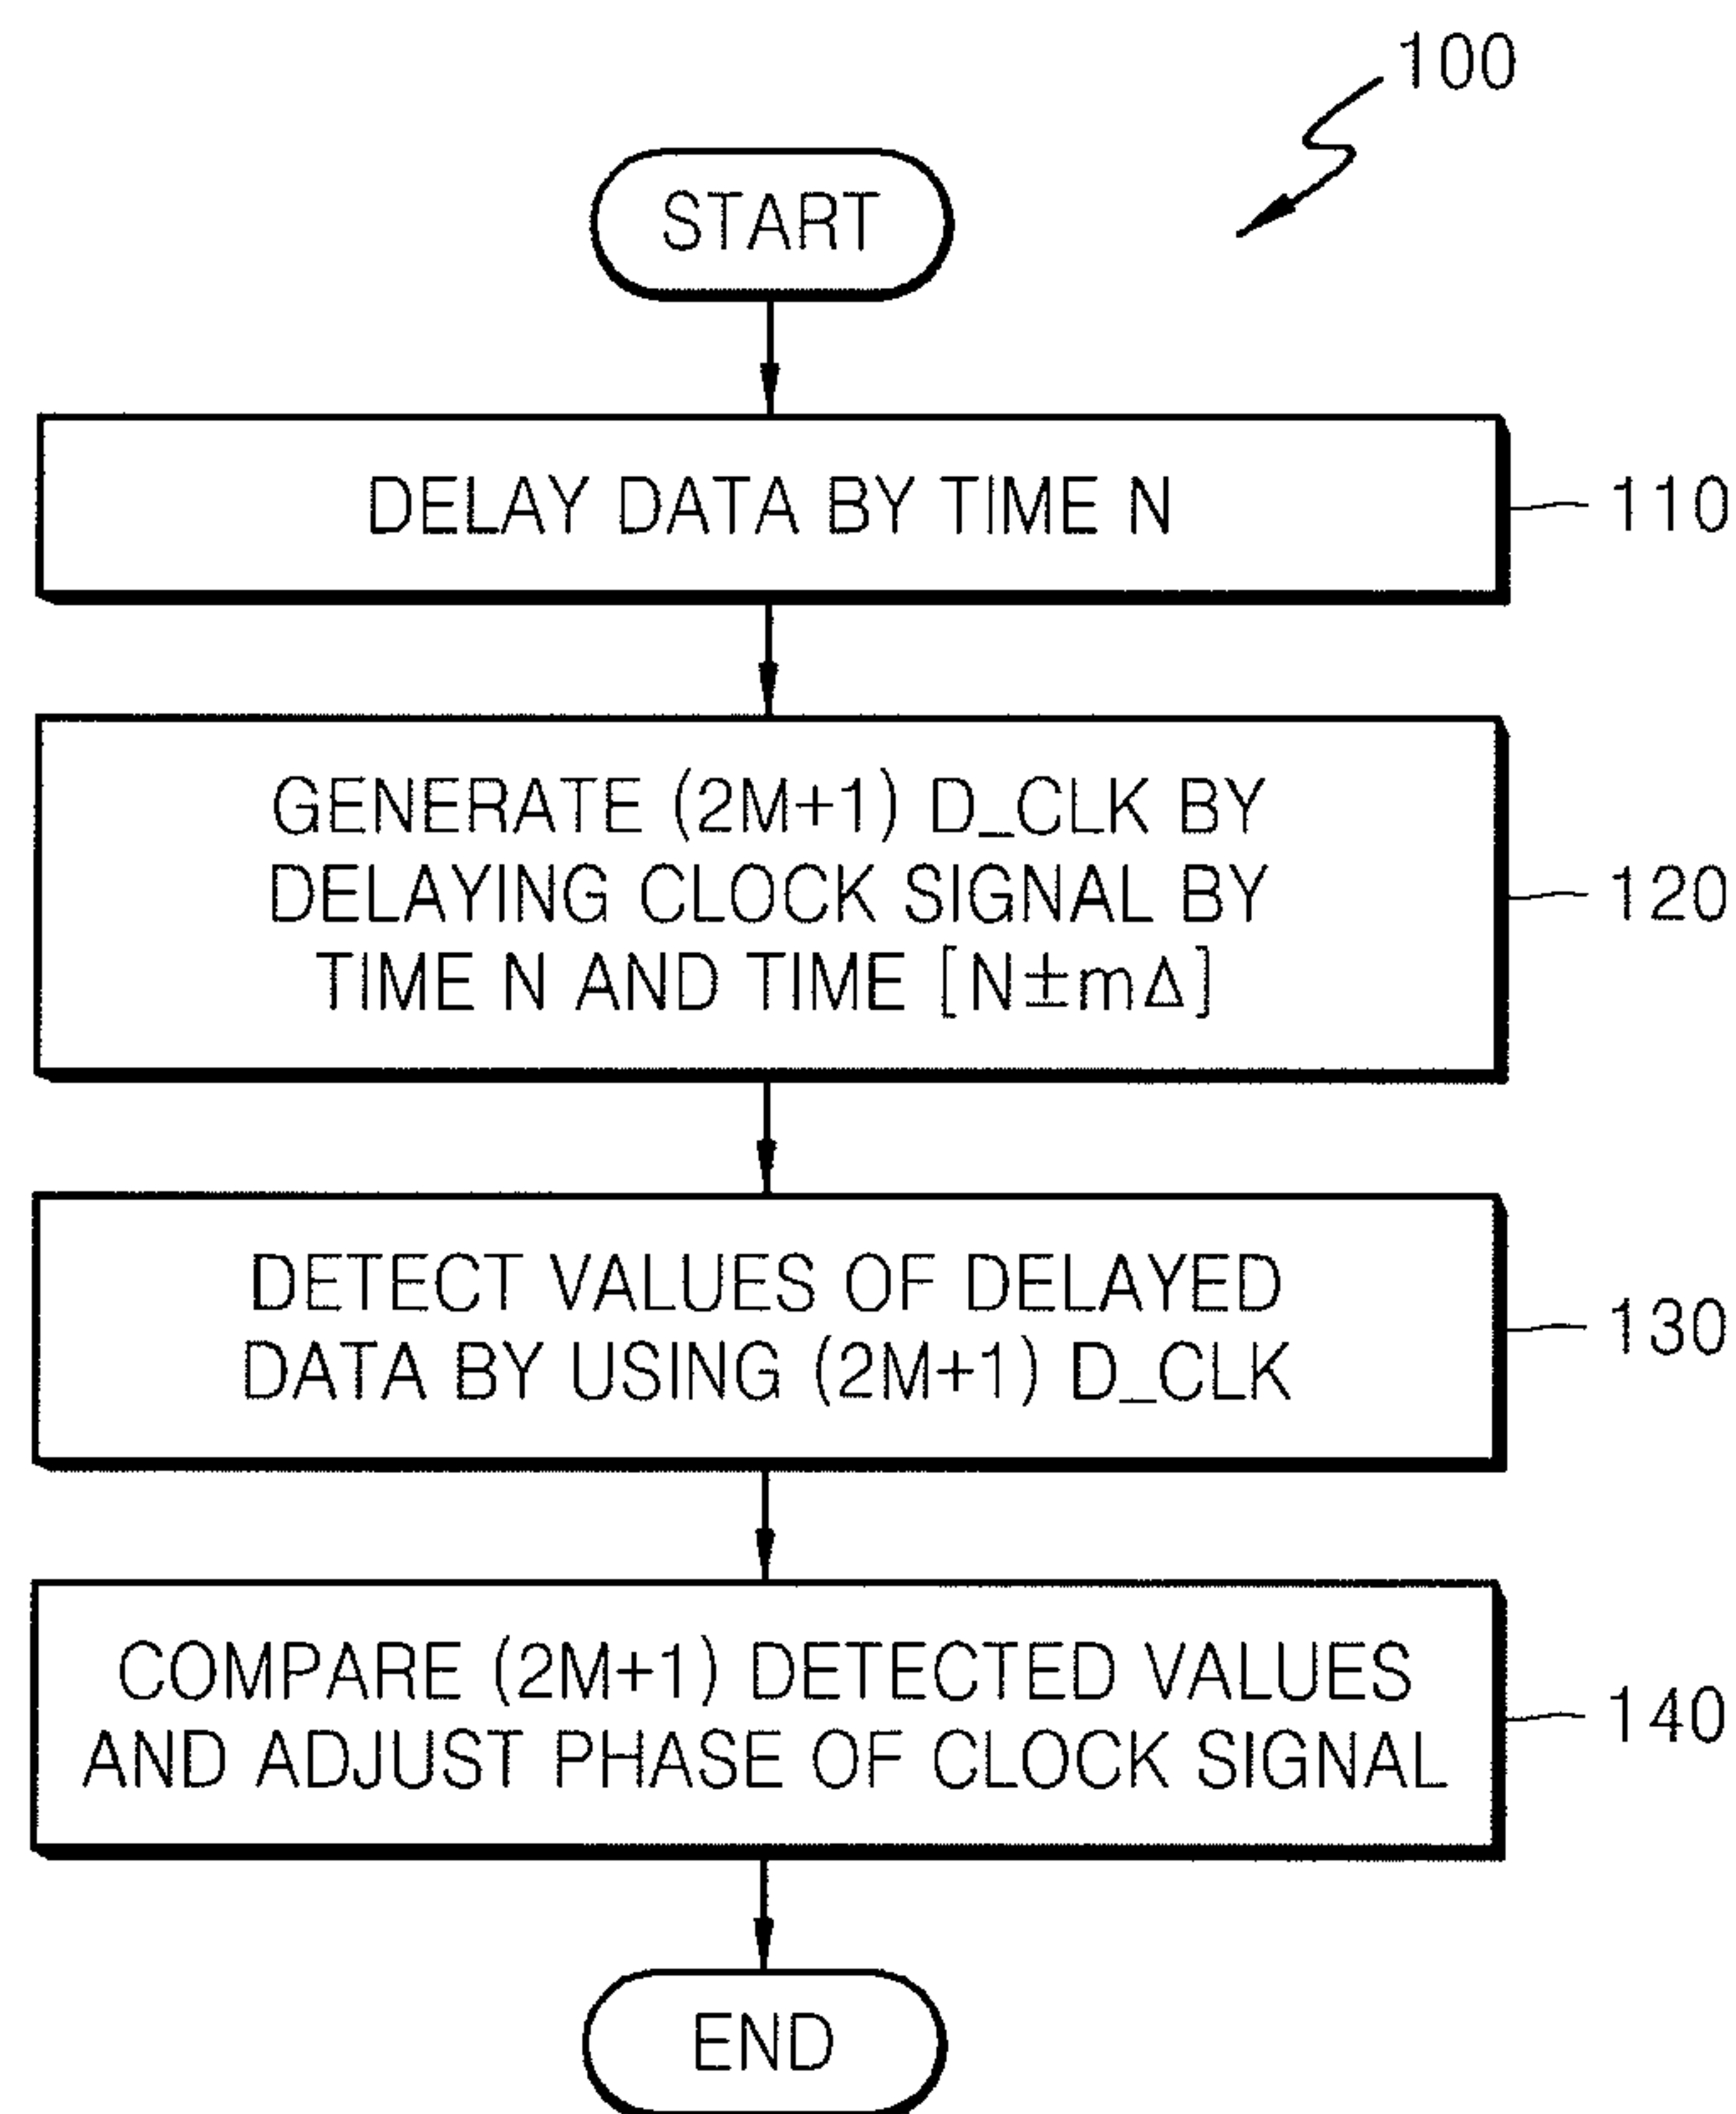 100
START
DELAY DATA BY TIME N
110
GENERATE (2M+1) D_CLK BY
DELAYING CLOCK SIGNAL BY
TIME N AND TIME [N±mΔ]
120
DETECT VALUES OF DELAYED
DATA BY USING (2M+1) D_CLK
130
COMPARE (2M+1) DETECTED VALUES
AND ADJUST PHASE OF CLOCK SIGNAL
140
END